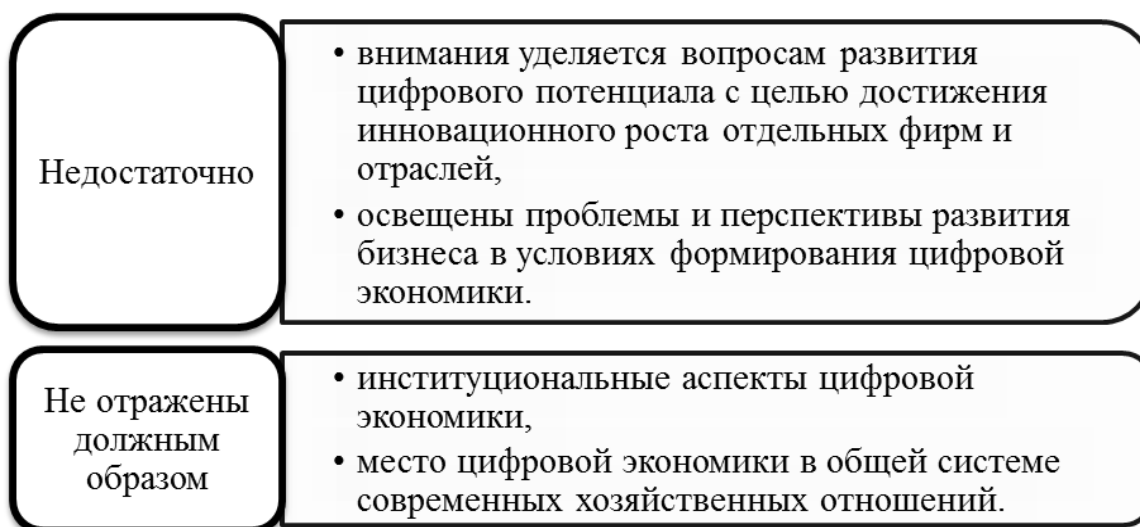 Недостаточно
• внимания уделяется вопросам развития
цифрового потенциала с целью достижения
инновационного роста отдельных фирм и
отраслей,
• освещены проблемы и перспективы развития
бизнеса в условиях формирования цифровой
экономики.
Не отражены
должным
образом
• институциональные аспекты цифровой
экономики,
• место цифровой экономики в общей системе
современных хозяйственных отношений.